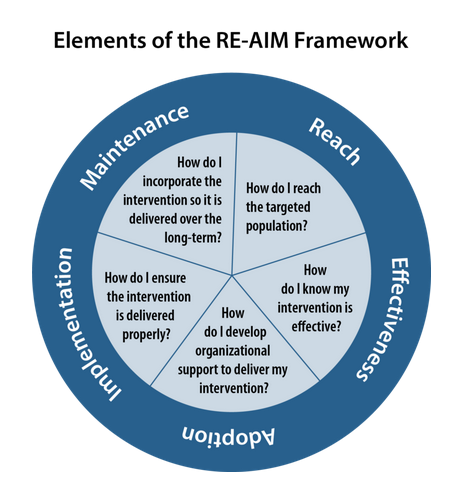 Elements of the RE-AIM Framework
Reach
How do I reach
the targeted
population?
Effectiveness
How
do I know my
intervention is
effective?
Adoption
How
do I develop
organizational
support to deliver my
intervention?
Implementation
How do I ensure
the intervention
is delivered
properly?
Maintenance
How do I
incorporate the
intervention so it is
delivered over the
long-term?